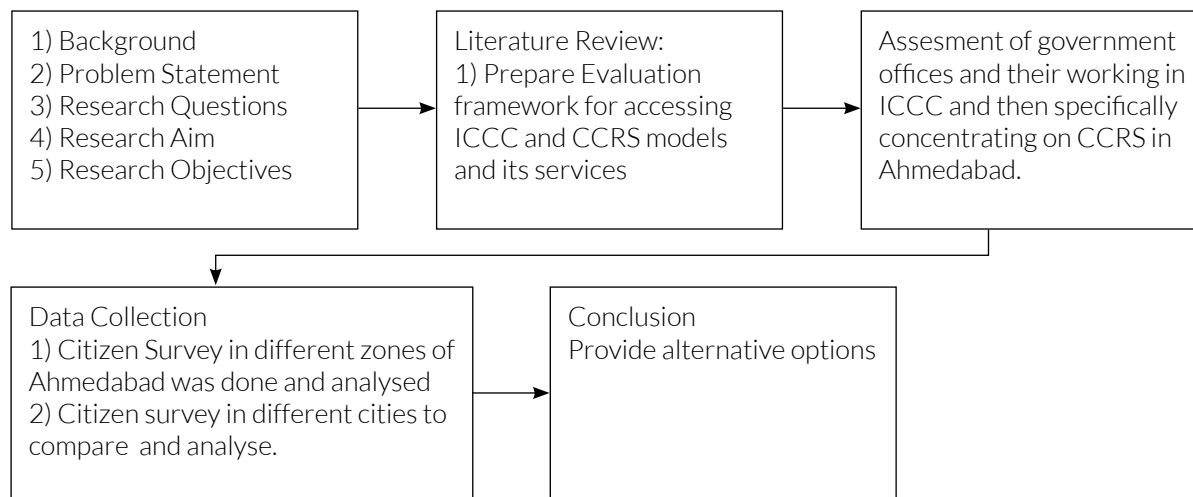 1) Background
2) Problem Statement
3) Research Questions
4) Research Aim
5) Research Objectives
Literature Review:
1) Prepare Evaluation
framework for accessing
ICCC and CCRS models
and its services
Assesment of government
offices and their working in
ICCC and then specifically
concentrating on CCRS in
Ahmedabad.
Data Collection
1) Citizen Survey in different zones of
Ahmedabad was done and analysed
2) Citizen survey in different cities to
compare and analyse.
Conclusion
Provide alternative options